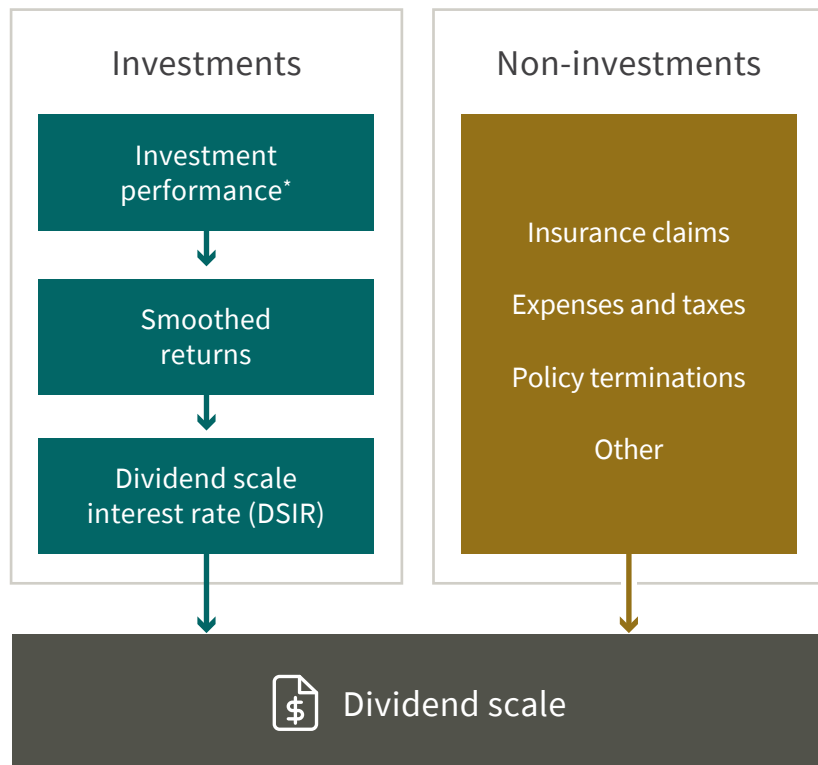 Investments
Investment
performance*
Smoothed
returns
Dividend scale
interest rate (DSIR)
Non-investments
Insurance claims
Expenses and taxes
Policy terminations
Other
$
Dividend scale